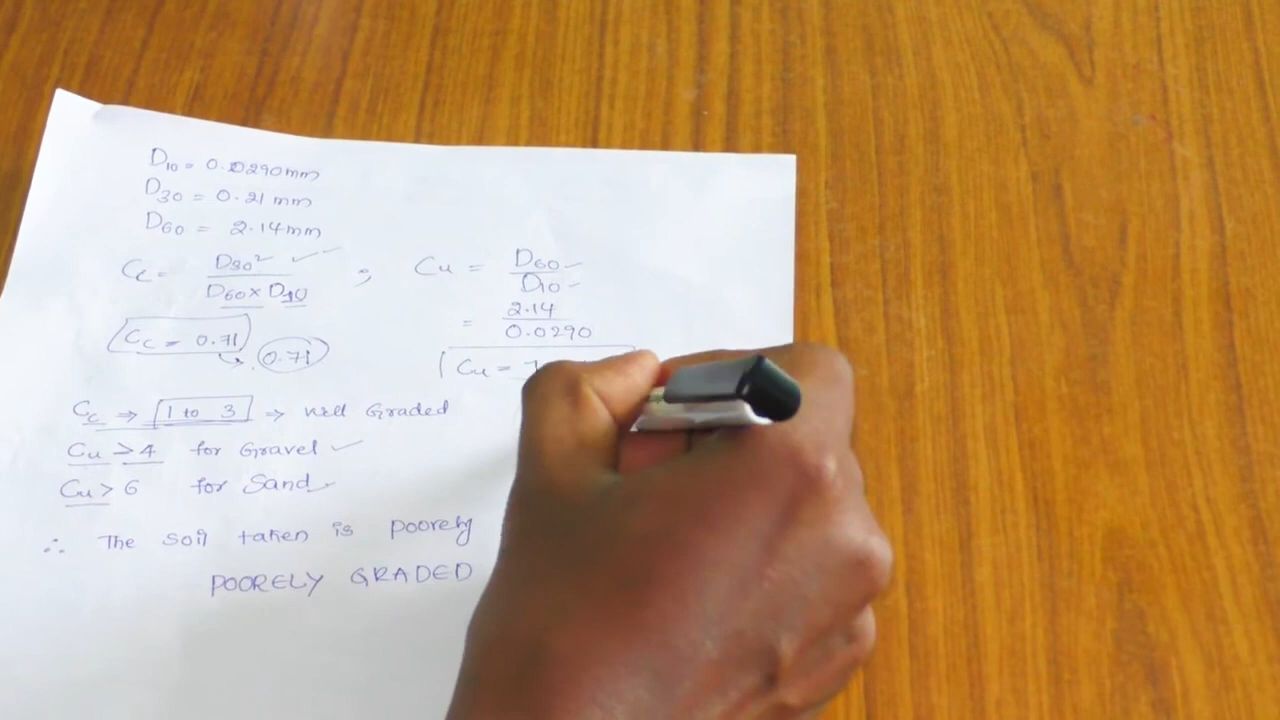 D10 = 0.0290mm
D30 = 0.21 mm
D60 = 2.14mm
Cc = D30² / D60 × D10 ; Cu = D60 / D10
= 2.14 / 0.0290
Cc = 0.71 → 0.71
Cu =
Cc ⇒ 1 to 3 ⇒ Well Graded
Cu > 4 for Gravel
Cu > 6 for Sand
∴ The soil taken is poorely
POORELY GRADED